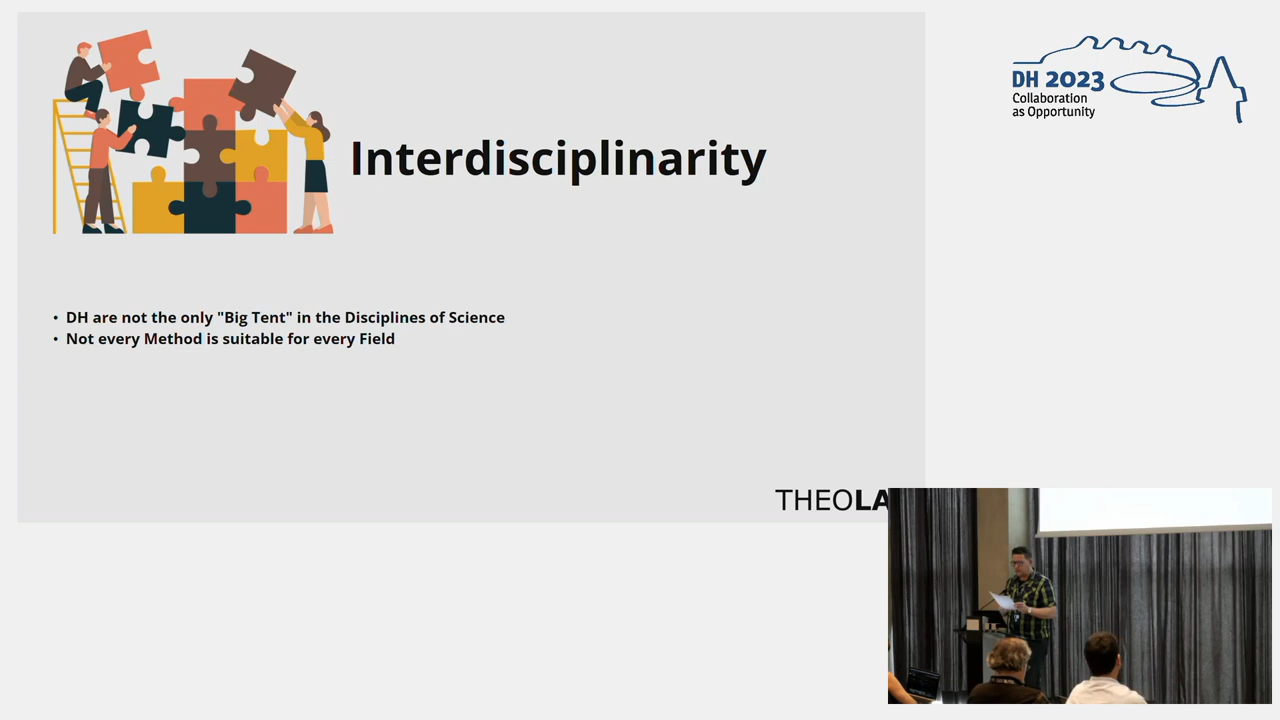 Interdisciplinarity
• DH are not the only "Big Tent" in the Disciplines of Science
• Not every Method is suitable for every Field
THEOLA
DH 2023
Collaboration
as Opportunity